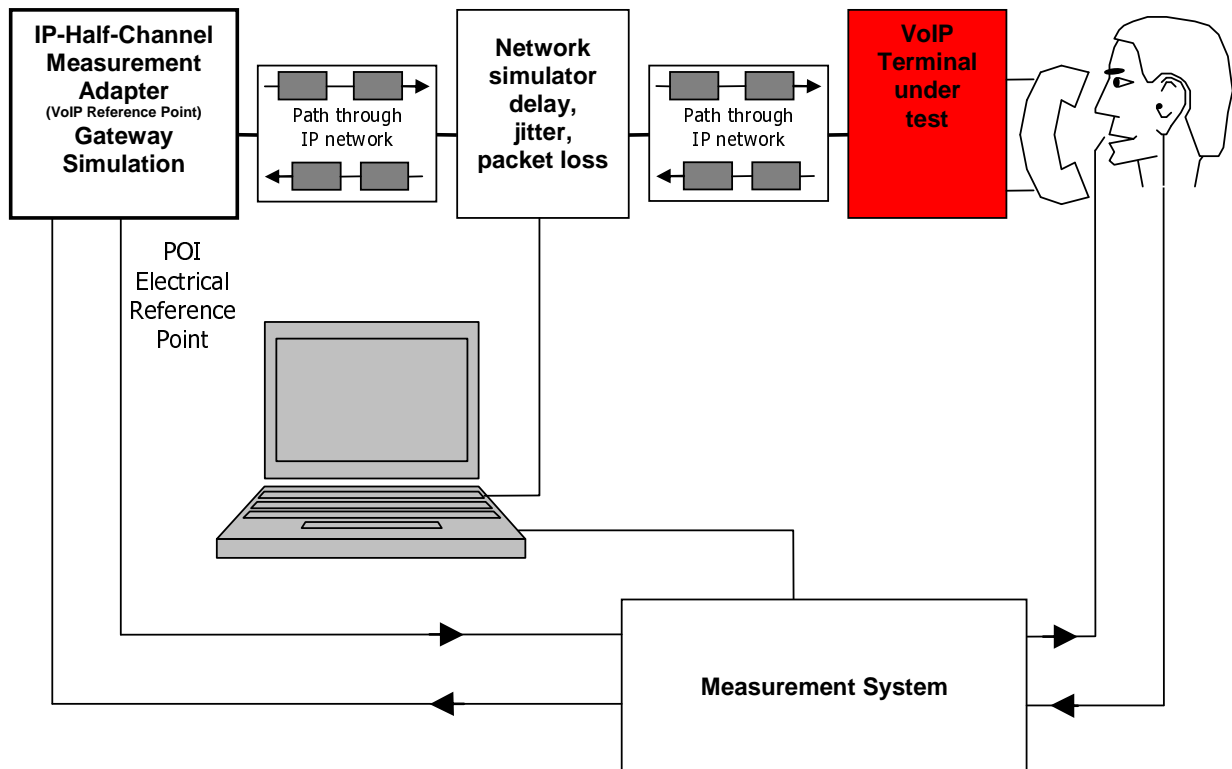 IP-Half-Channel
Measurement
Adapter
(VoIP Reference Point)
Gateway
Simulation
Path through
IP network
Network
simulator
delay,
jitter,
packet loss
Path through
IP network
VoIP
Terminal
under
test
POI
Electrical
Reference
Point
Measurement System